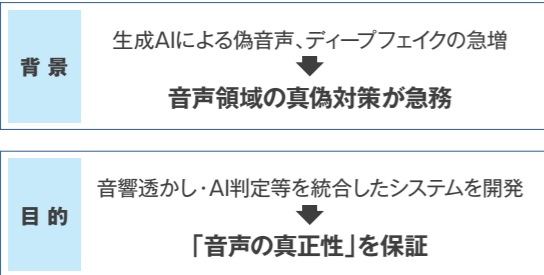 背景
生成AIによる偽音声、ディープフェイクの急増
音声領域の真偽対策が急務
目的
音響透かし・AI判定等を統合したシステムを開発
「音声の真正性」を保証